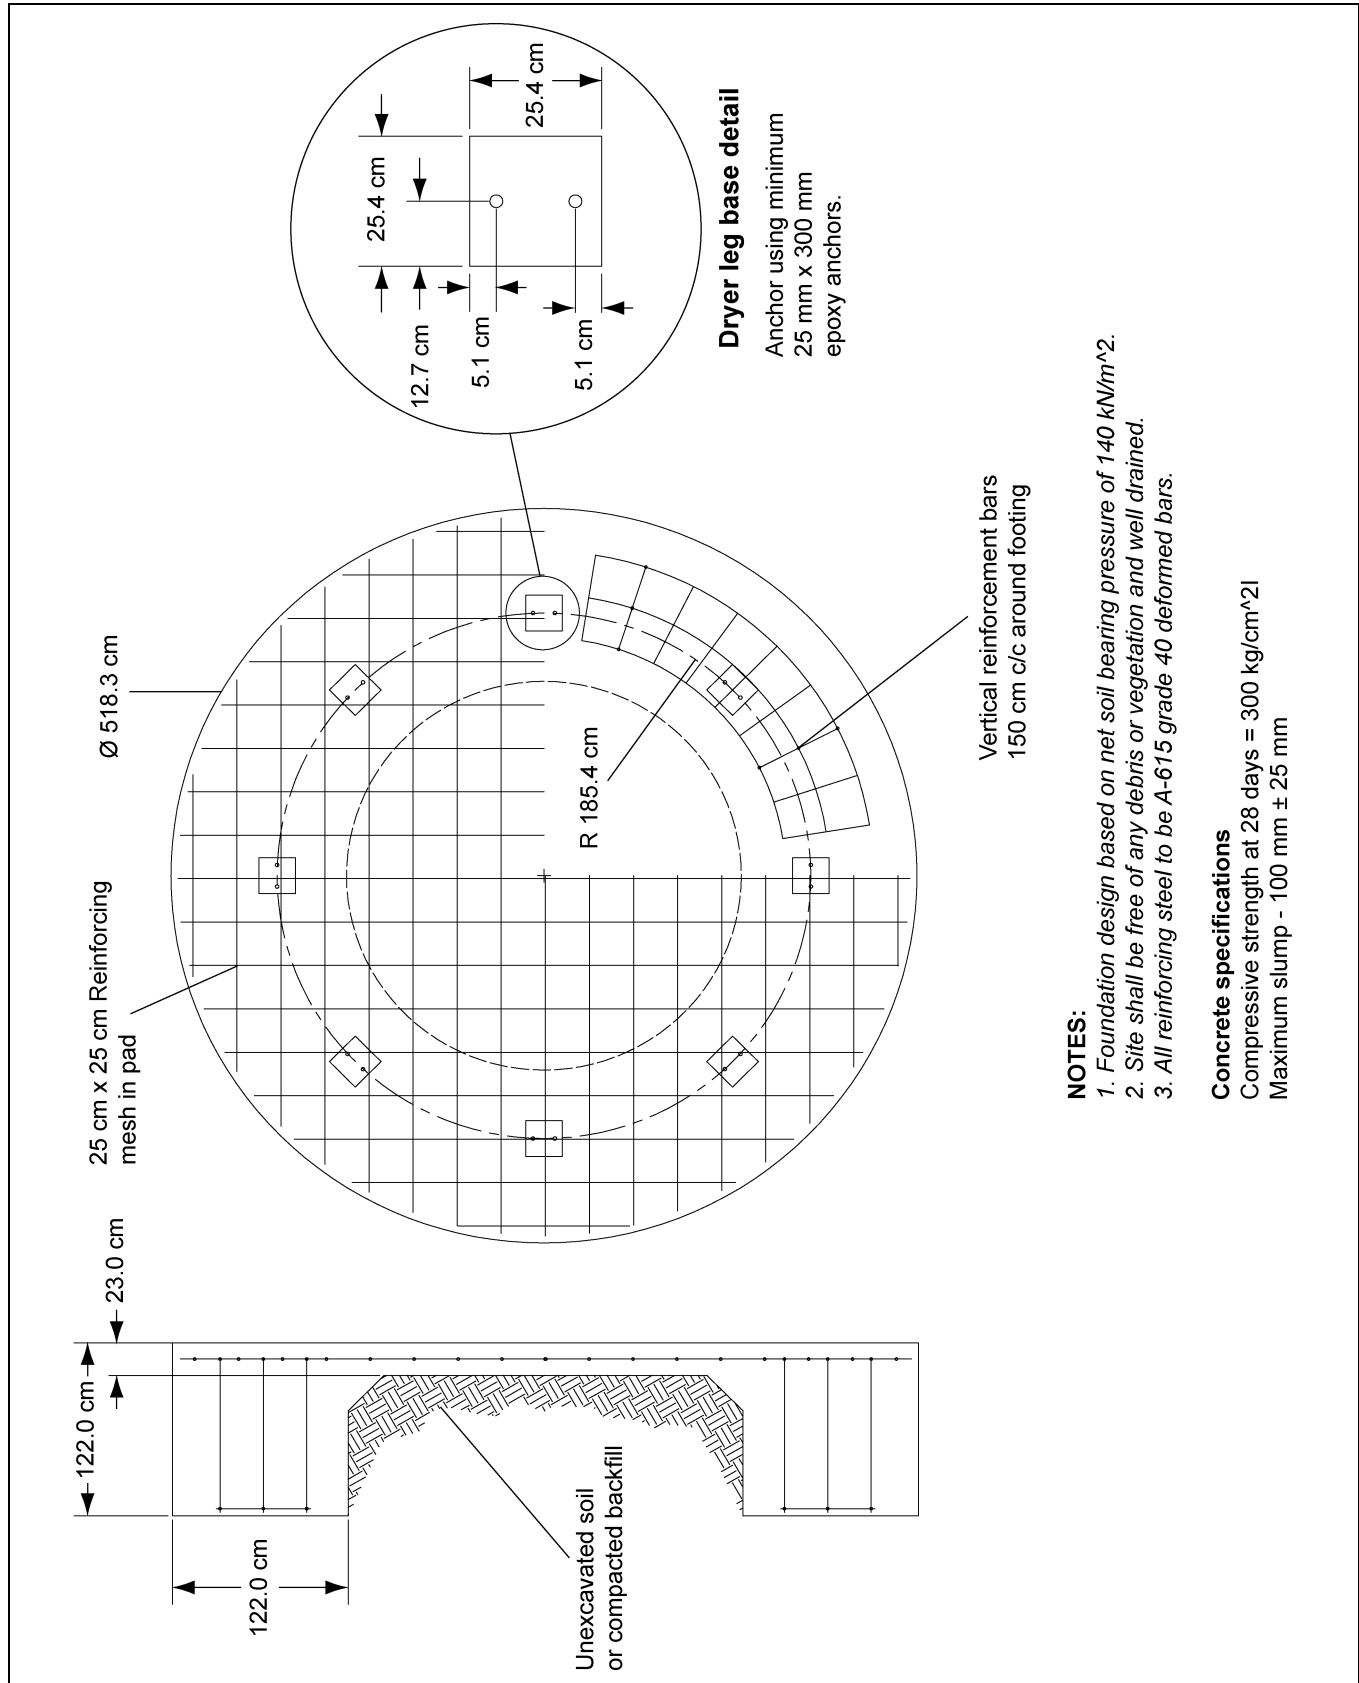 122.0 cm
122.0 cm
23.0 cm
Unexcavated soil
or compacted backfill
25 cm x 25 cm Reinforcing
mesh in pad
Ø 518.3 cm
R 185.4 cm
Vertical reinforcement bars
150 cm c/c around footing
25.4 cm
25.4 cm
12.7 cm
5.1 cm
5.1 cm
Dryer leg base detail
Anchor using minimum
25 mm x 300 mm
epoxy anchors.
NOTES:
1. Foundation design based on net soil bearing pressure of 140 kN/m^2.
2. Site shall be free of any debris or vegetation and well drained.
3. All reinforcing steel to be A-615 grade 40 deformed bars.
Concrete specifications
Compressive strength at 28 days = 300 kg/cm^2l
Maximum slump - 100 mm ± 25 mm